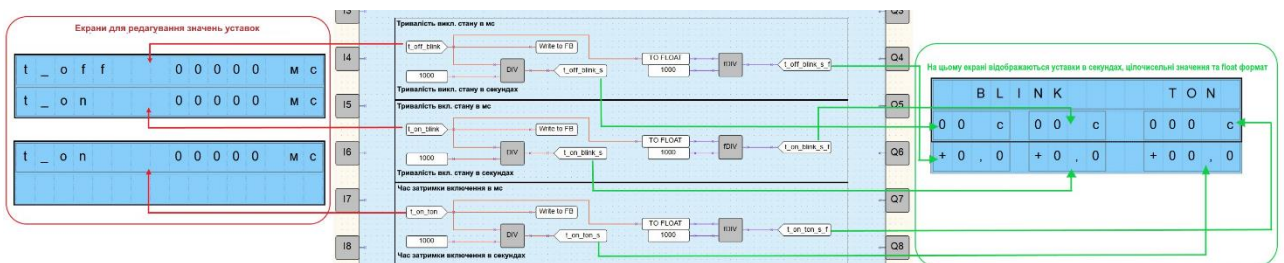 Екрани для редагування значень уставок
t _ o f f 0 0 0 0 0 м с
t _ o n 0 0 0 0 0 м с
t _ o n 0 0 0 0 0 м с
I4
I5
I6
I7
I8
Тривалість викл. стану в мс
t_off_blink
Write to FB
1000
DIV
t_off_blink_s
TO FLOAT
1000
fDIV
t_off_blink_s_f
Тривалість викл. стану в секундах
Тривалість вкл. стану в мс
t_on_blink
Write to FB
1000
DIV
t_on_blink_s
TO FLOAT
1000
fDIV
t_on_blink_s_f
Тривалість вкл. стану в секундах
Час затримки включення в мс
t_on_ton
Write to FB
1000
DIV
t_on_ton_s
TO FLOAT
1000
fDIV
t_on_ton_s_f
Час затримки включення в секундах
Q4
Q5
Q6
Q7
Q8
На цьому екрані відображаються уставки в секундах, цілочисельні значення та float формат
B L I N K T O N
0 0 с 0 0 с 0 0 0 с
+ 0 , 0 + 0 , 0 + 0 0 , 0